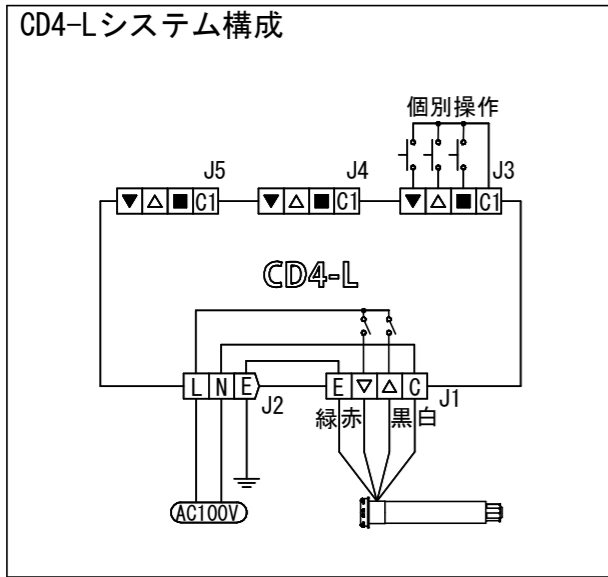 CD4-Lシステム構成
個別操作
J5 J4 J3
▼ △ ■ C1 ▼ △ ■ C1 ▼ △ ■ C1
CD4-L
L N E E ▽ △ C
J2 J1
緑 赤 黒 白
AC100V